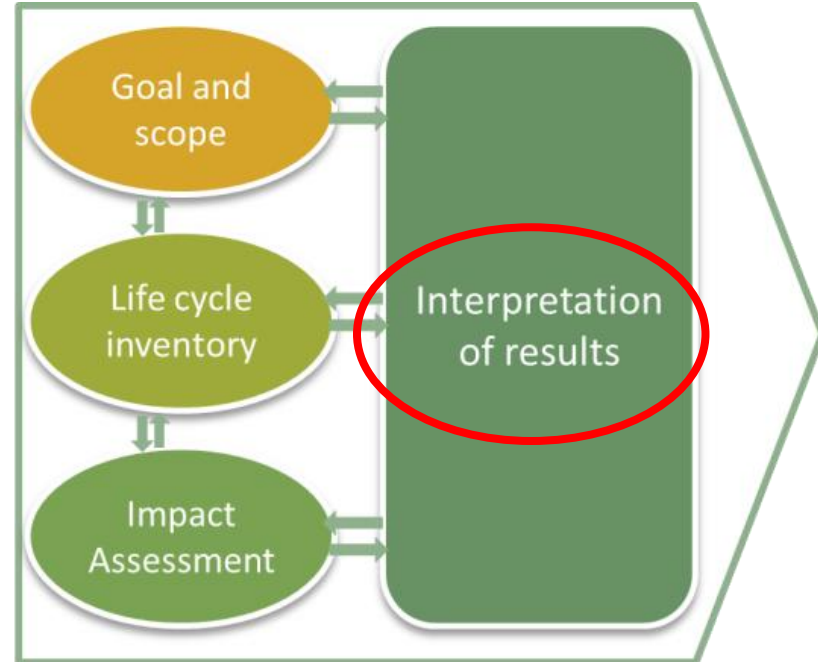 Goal and
scope
Life cycle
inventory
Impact
Assessment
Interpretation
of results